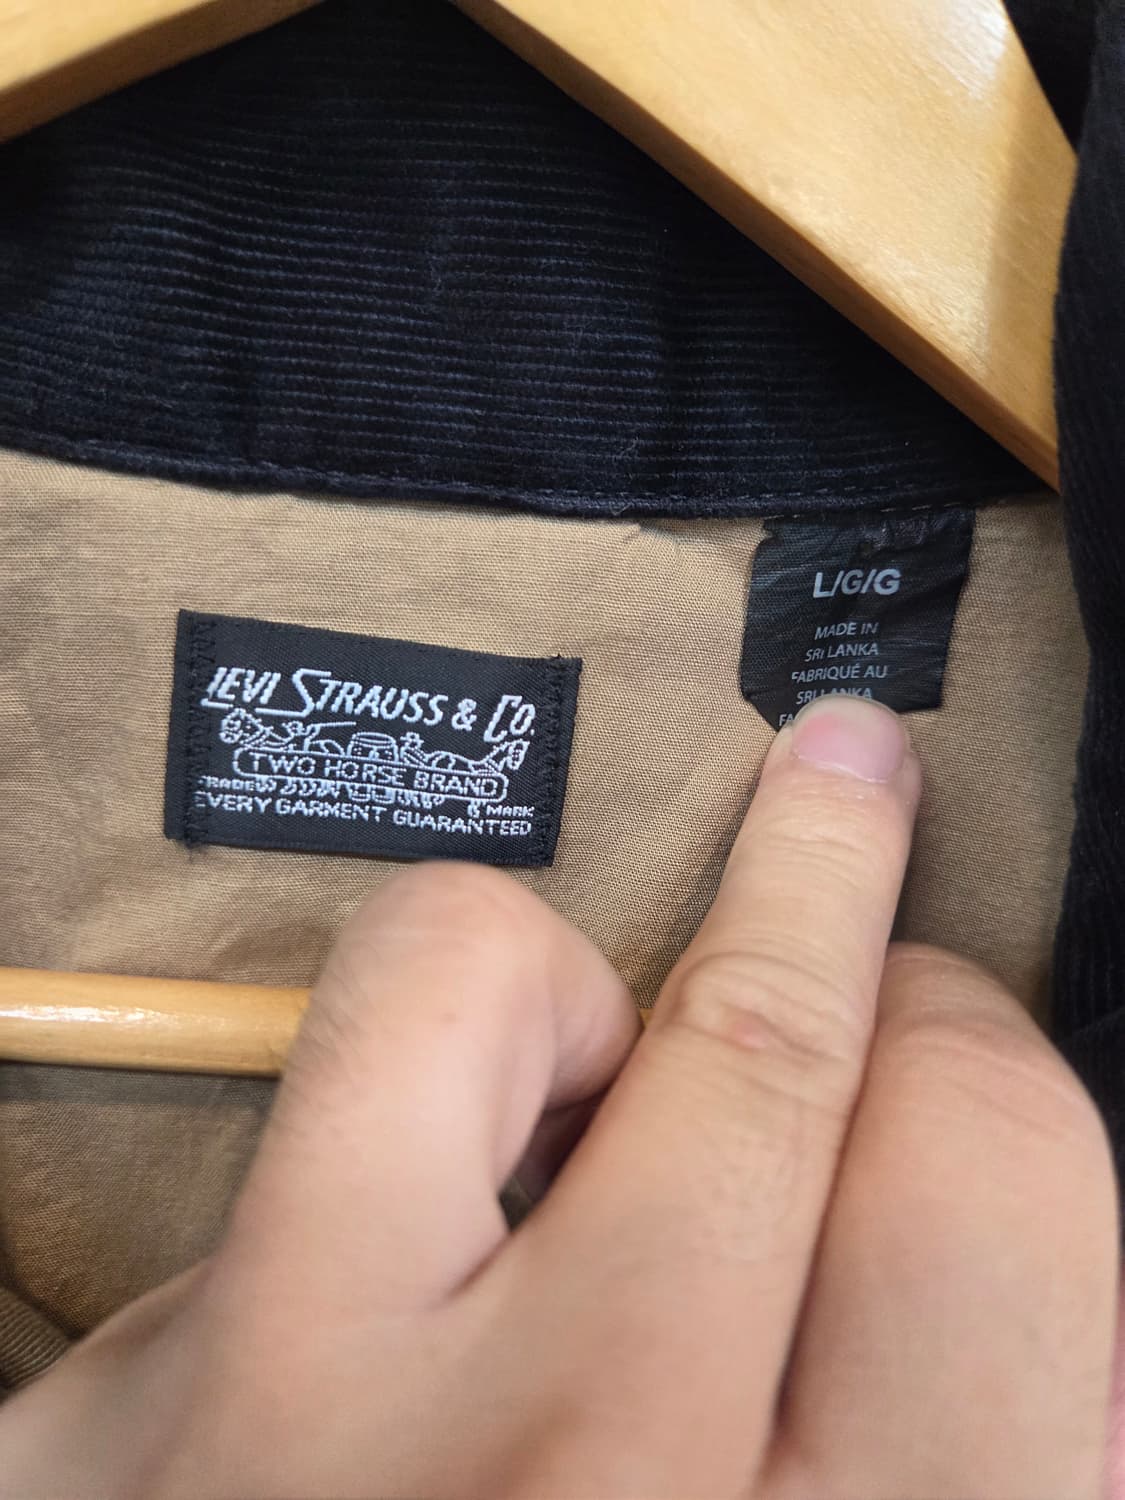 LEVI STRAUSS & CO.
TWO HORSE BRAND
TRADE MARK
EVERY GARMENT GUARANTEED
L/G/G
MADE IN
SRI LANKA
FABRIQUÉ AU
SRI LANKA